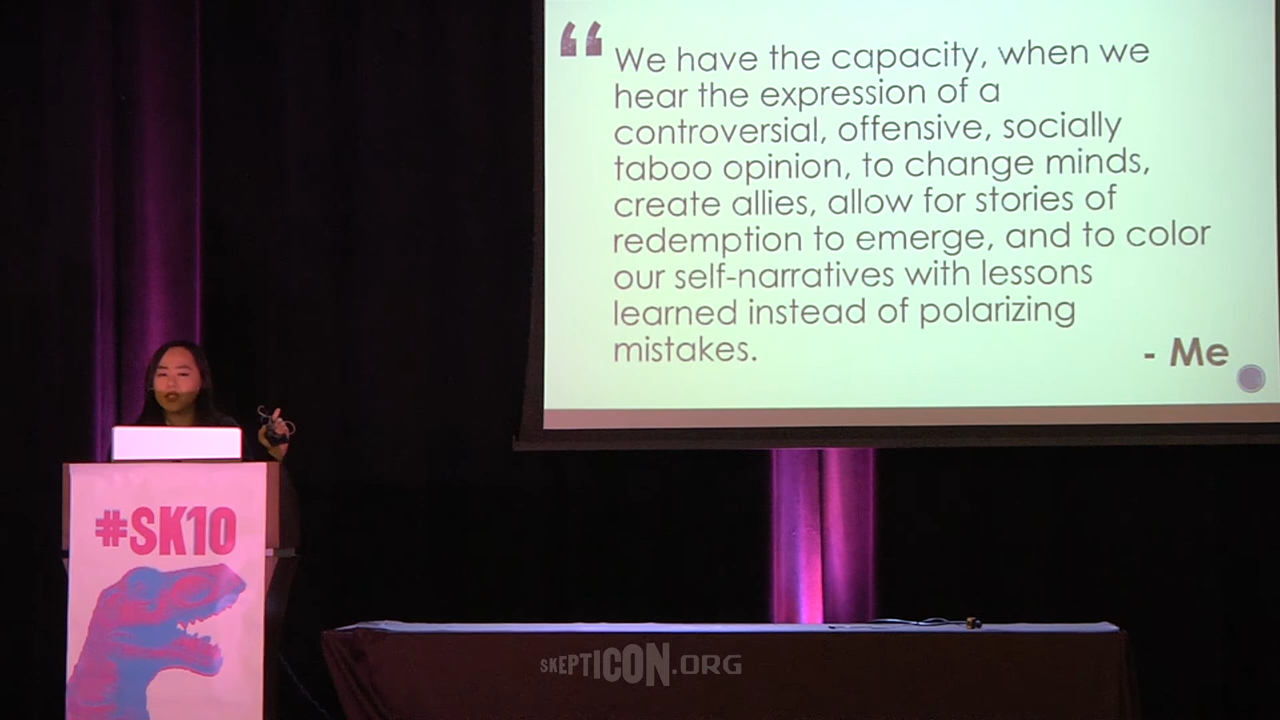 “ We have the capacity, when we
hear the expression of a
controversial, offensive, socially
taboo opinion, to change minds,
create allies, allow for stories of
redemption to emerge, and to color
our self-narratives with lessons
learned instead of polarizing
mistakes.
- Me
#SK10
SKEPTICON.ORG